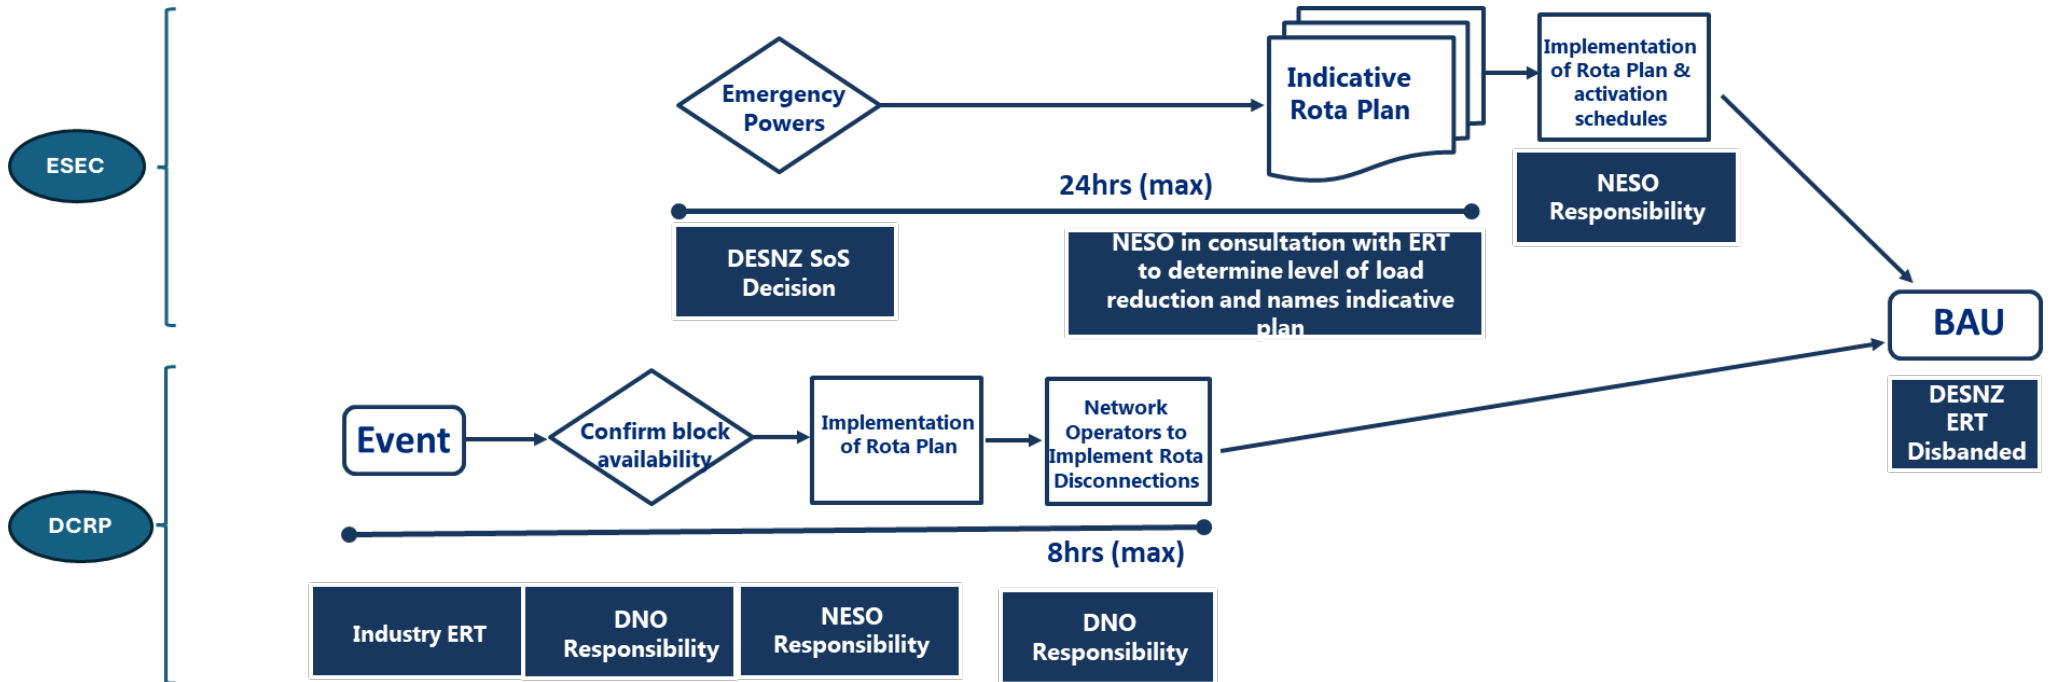 ESEC
Emergency
Powers
Indicative
Rota Plan
Implementation
of Rota Plan &
activation
schedules
24hrs (max)
DESNZ SoS
Decision
NESO in consultation with ERT
to determine level of load
reduction and names indicative
plan
NESO
Responsibility
BAU
DESNZ
ERT
Disbanded
DCRP
Event
Confirm block
availability
Implementation
of Rota Plan
Network
Operators to
Implement Rota
Disconnections
8hrs (max)
Industry ERT
DNO
Responsibility
NESO
Responsibility
DNO
Responsibility